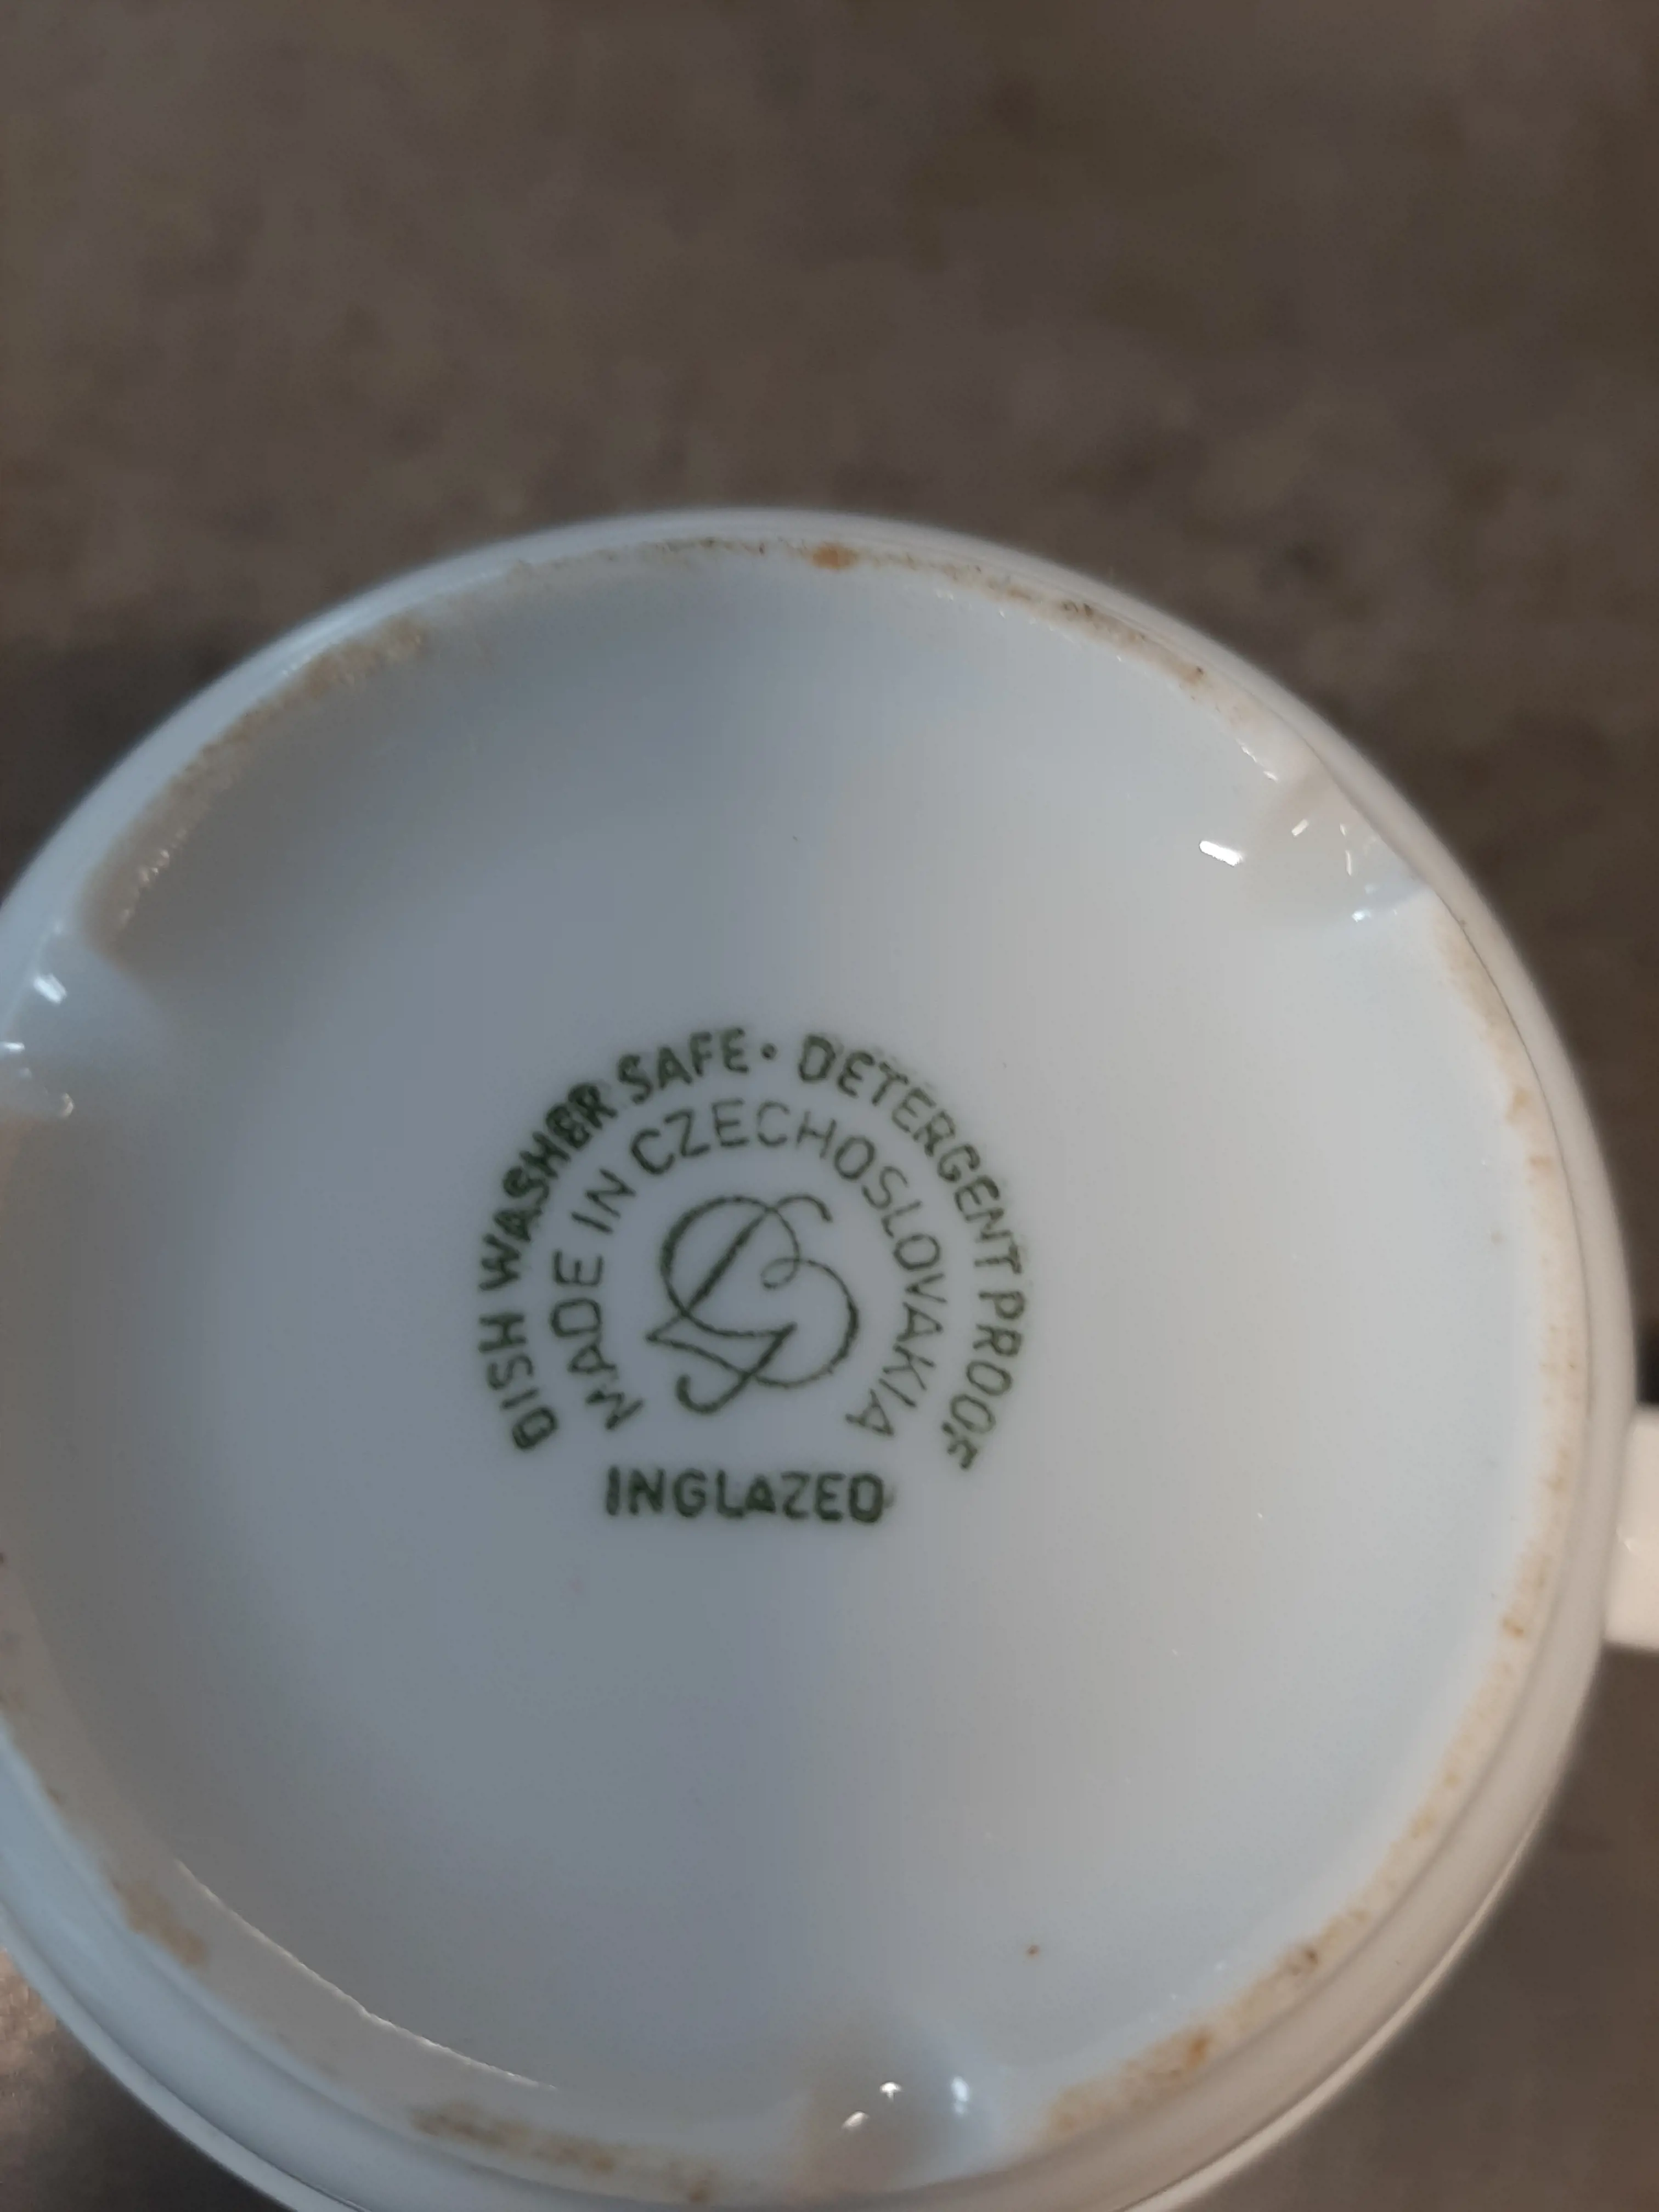 DISH WASHER SAFE • DETERGENT PROOF
MADE IN CZECHOSLOVAKIA
INGLAZED